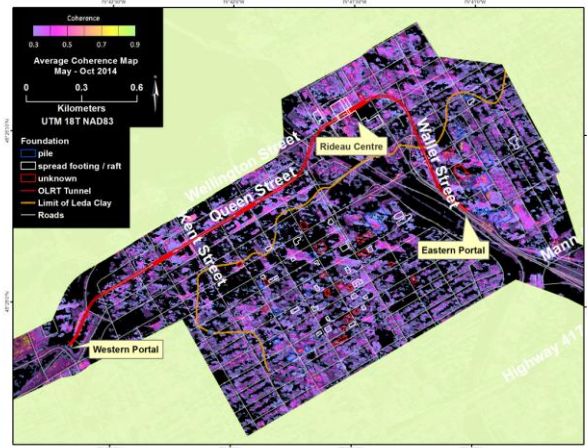 Coherence
0.3 0.5 0.7 0.9
Average Coherence Map
May - Oct 2014
0 0.3 0.6
Kilometers
UTM 18T NAD83
Foundation
pile
spread footing / raft
unknown
OLRT Tunnel
Limit of Leda Clay
Roads
Wellington Street
Queen Street
Kent Street
Rideau Centre
Waller Street
Eastern Portal
Mann
Western Portal
Highway 41